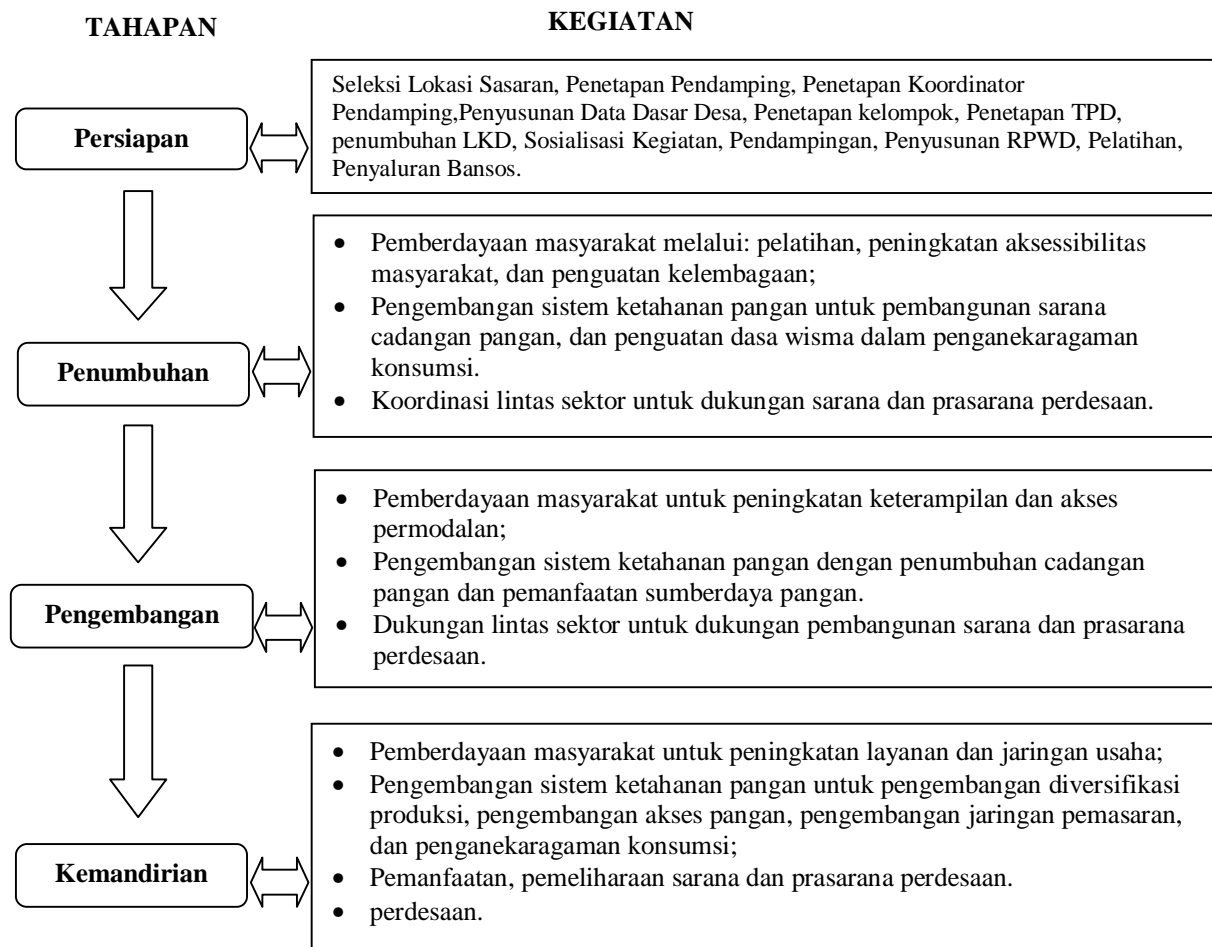 TAHAPAN
KEGIATAN
Persiapan
Seleksi Lokasi Sasaran, Penetapan Pendamping, Penetapan Koordinator
Pendamping,Penyusunan Data Dasar Desa, Penetapan kelompok, Penetapan TPD,
penumbuhan LKD, Sosialisasi Kegiatan, Pendampingan, Penyusunan RPWD, Pelatihan,
Penyaluran Bansos.
Penumbuhan
• Pemberdayaan masyarakat melalui: pelatihan, peningkatan aksessibilitas
masyarakat, dan penguatan kelembagaan;
• Pengembangan sistem ketahanan pangan untuk pembangunan sarana
cadangan pangan, dan penguatan dasa wisma dalam penganekaragaman
konsumsi.
• Koordinasi lintas sektor untuk dukungan sarana dan prasarana perdesaan.
Pengembangan
• Pemberdayaan masyarakat untuk peningkatan keterampilan dan akses
permodalan;
• Pengembangan sistem ketahanan pangan dengan penumbuhan cadangan
pangan dan pemanfaatan sumberdaya pangan.
• Dukungan lintas sektor untuk dukungan pembangunan sarana dan prasarana
perdesaan.
Kemandirian
• Pemberdayaan masyarakat untuk peningkatan layanan dan jaringan usaha;
• Pengembangan sistem ketahanan pangan untuk pengembangan diversifikasi
produksi, pengembangan akses pangan, pengembangan jaringan pemasaran,
dan penganekaragaman konsumsi;
• Pemanfaatan, pemeliharaan sarana dan prasarana perdesaan.
• perdesaan.